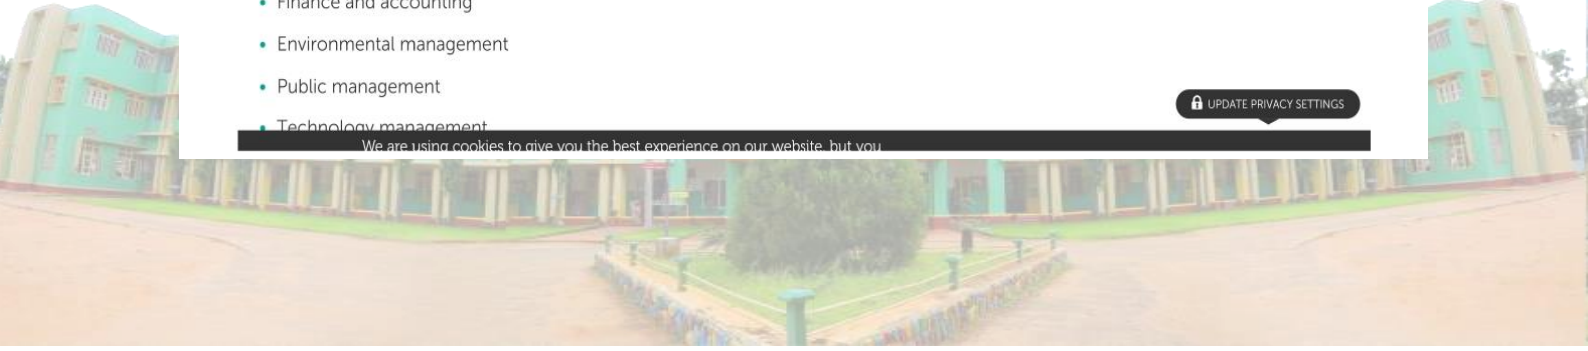 • Finance and accounting
• Environmental management
• Public management
UPDATE PRIVACY SETTINGS
• Technology management
We are using cookies to give you the best experience on our website, but you